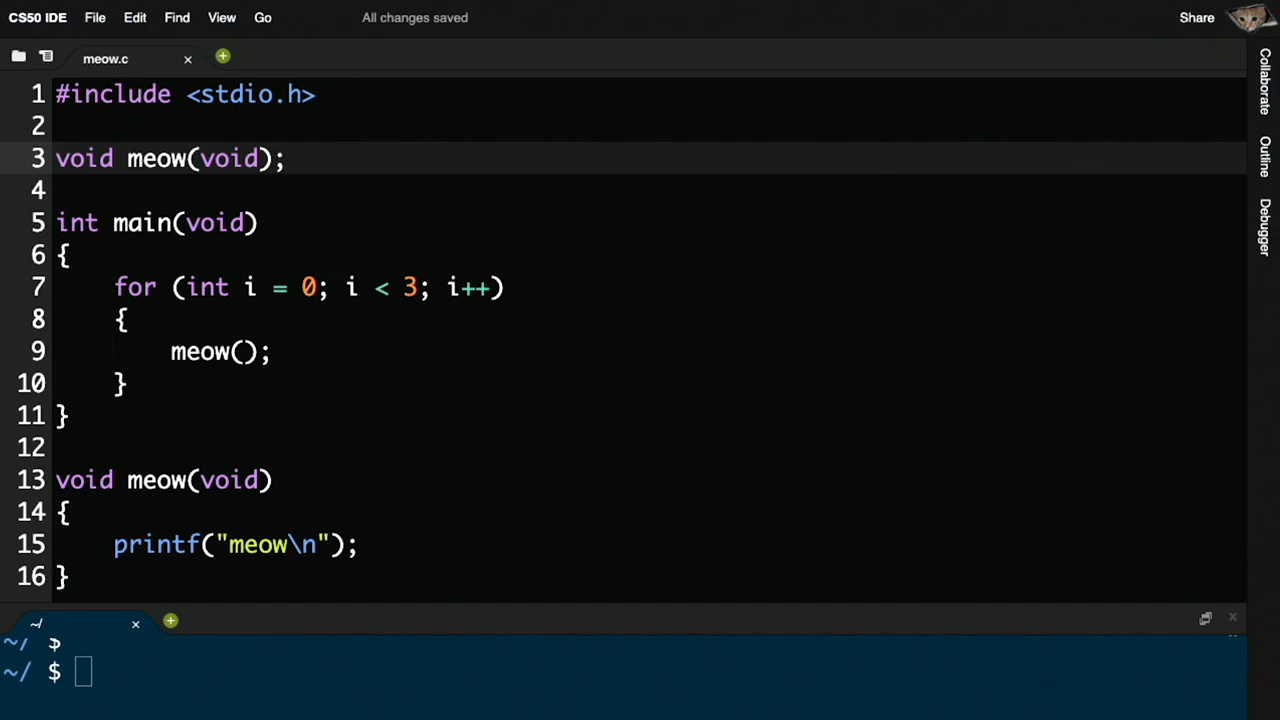 CS50 IDE File Edit Find View Go All changes saved Share
meow.c
1 #include <stdio.h>
2
3 void meow(void);
4
5 int main(void)
6 {
7     for (int i = 0; i < 3; i++)
8     {
9         meow();
10     }
11 }
12
13 void meow(void)
14 {
15     printf("meow\n");
16 }
~/
~/ $
~/ $
Collaborate
Outline
Debugger